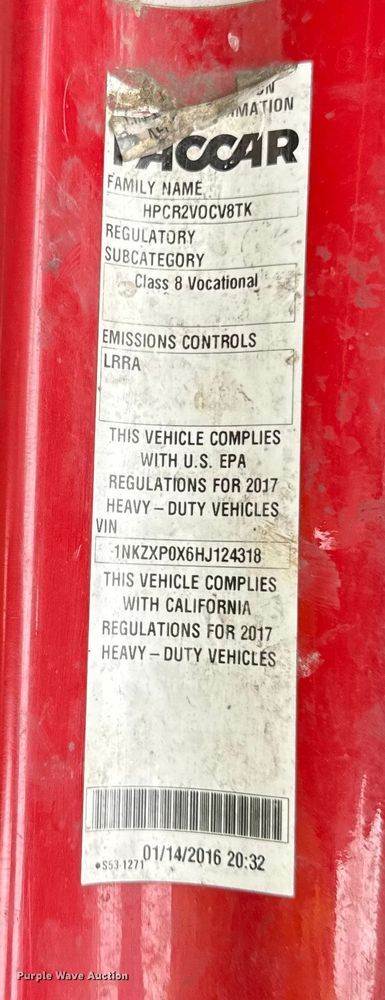 PACCAR
FAMILY NAME
HPCR2VOCV8TK
REGULATORY
SUBCATEGORY
Class 8 Vocational
EMISSIONS CONTROLS
LRRA
THIS VEHICLE COMPLIES
WITH U.S. EPA
REGULATIONS FOR 2017
HEAVY – DUTY VEHICLES
VIN
1NKZXP0X6HJ124318
THIS VEHICLE COMPLIES
WITH CALIFORNIA
REGULATIONS FOR 2017
HEAVY – DUTY VEHICLES
•S53-1271 01/14/2016 20:32
Purple Wave Auction